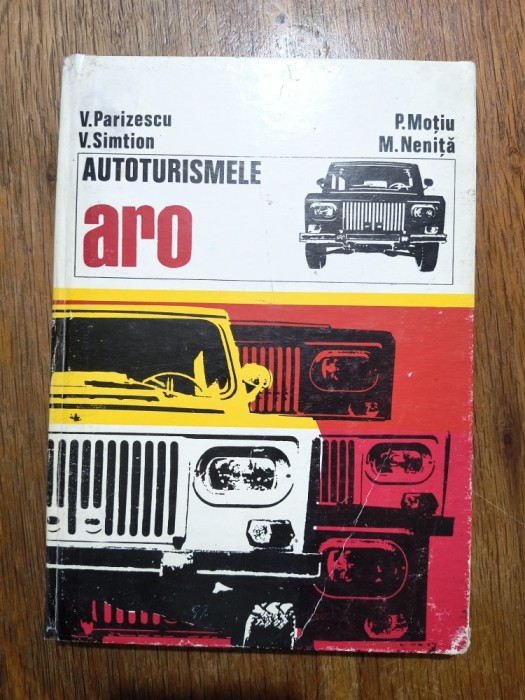 V.Parizescu
V.Simtion
P.Moțiu
M.Neniță
AUTOTURISMELE
aro